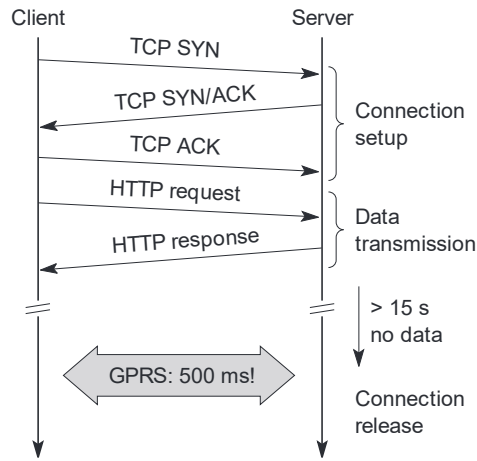 Client
Server
TCP SYN
TCP SYN/ACK
Connection
setup
TCP ACK
HTTP request
Data
transmission
HTTP response
> 15 s
no data
GPRS: 500 ms!
Connection
release